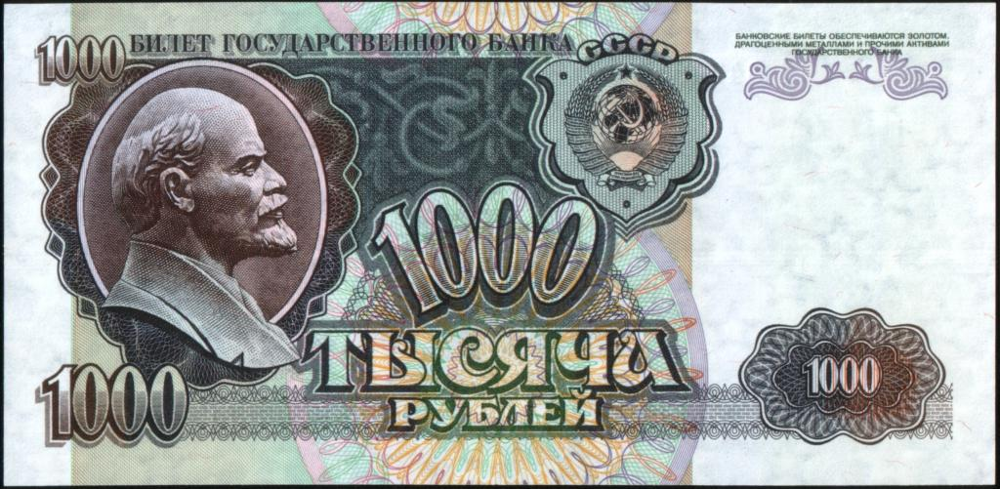 1000 БИЛЕТ ГОСУДАРСТВЕННОГО БАНКА СССР
БАНКОВСКИЕ БИЛЕТЫ ОБЕСПЕЧИВАЮТСЯ ЗОЛОТОМ,
ДРАГОЦЕННЫМИ МЕТАЛЛАМИ И ПРОЧИМИ АКТИВАМИ
ГОСУДАРСТВЕННОГО БАНКА
1000
ТЫСЯЧА
РУБЛЕЙ
1000
1000